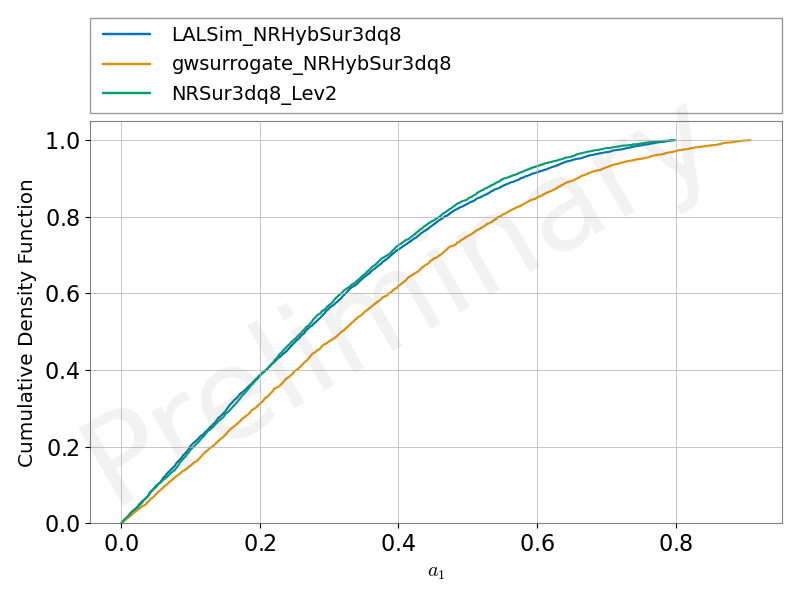 LALSim_NRHybSur3dq8
gwsurrogate_NRHybSur3dq8
NRSur3dq8_Lev2
Preliminary
Cumulative Density Function
1.0
0.8
0.6
0.4
0.2
0.0
0.0 0.2 0.4 0.6 0.8
a₁